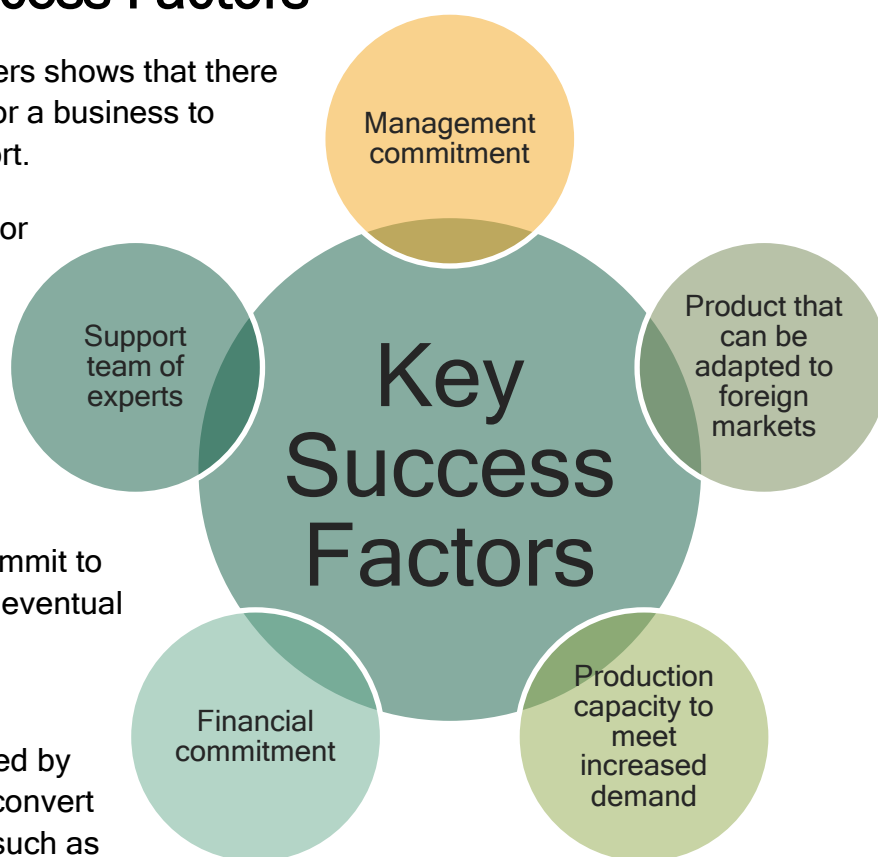 ers shows that there
or a business to
rt.
or
mmit to
eventual
ed by
convert
such as
Management
commitment
Product that
can be
adapted to
foreign
markets
Production
capacity to
meet
increased
demand
Financial
commitment
Support
team of
experts
Key
Success
Factors